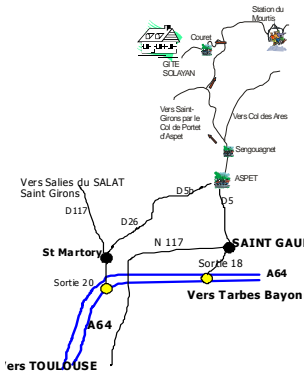 Station du
Mourtis
Couret
GITE
SOLAYAN
Vers Saint-
Girons par le
Col de Portet
d'Aspet
Vers Col des Ares
Sengouagnet
ASPET
Vers Salies du SALAT
Saint Girons
D5b
D5
D117
D26
St Martory
N 117
SAINT GAU
Sortie 18
Sortie 20
A64
Vers Tarbes Bayon
A64
ers TOULOUSE